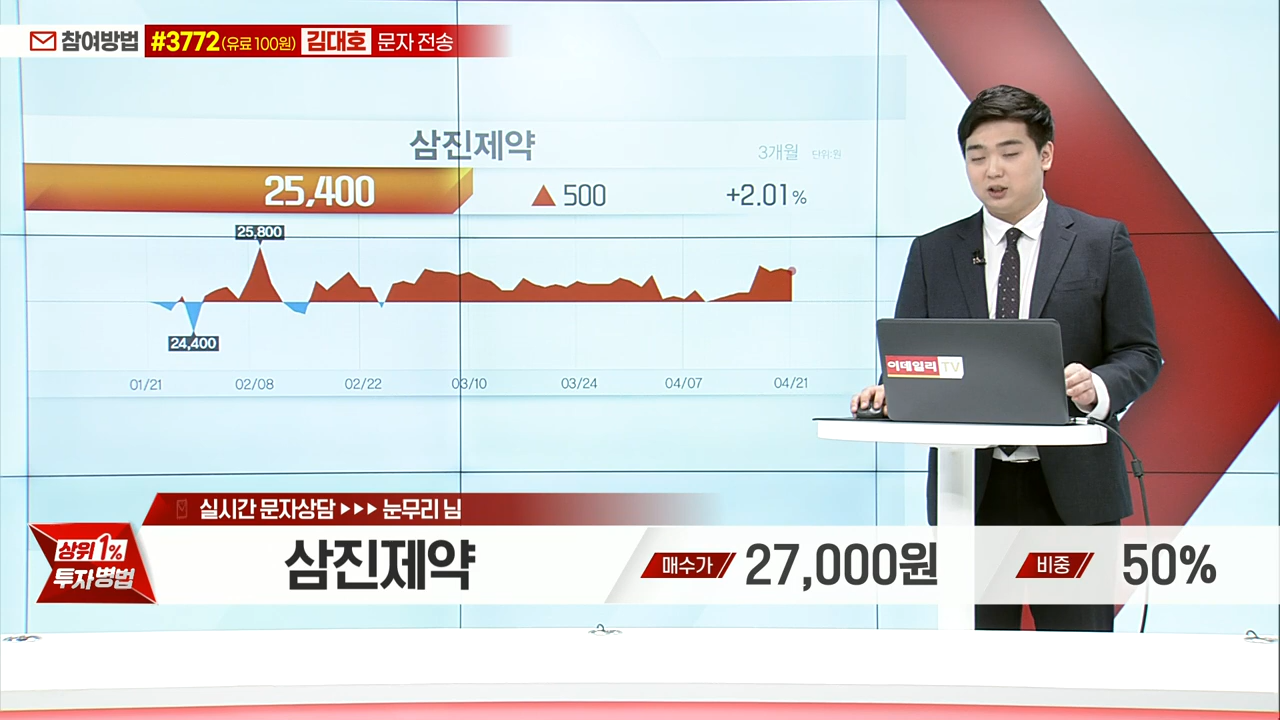 참여방법 #3772(유료 100원) 김대호 문자 전송
삼진제약
3개월 단위:원
25,400 ▲500 +2.01%
25,800
24,400
01/21 02/08 02/22 03/10 03/24 04/07 04/21
이데일리TV
실시간 문자상담 ▶▶▶ 눈무리 님
상위1%
투자병법
삼진제약 매수가 27,000원 비중 50%